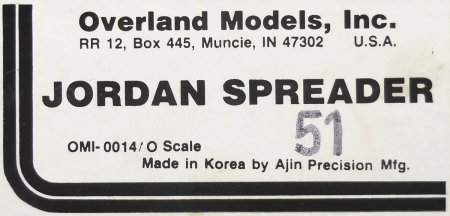 Overland Models, Inc.
RR 12, Box 445, Muncie, IN 47302 U.S.A.
JORDAN SPREADER
51
OMI-0014/O Scale
Made in Korea by Ajin Precision Mfg.